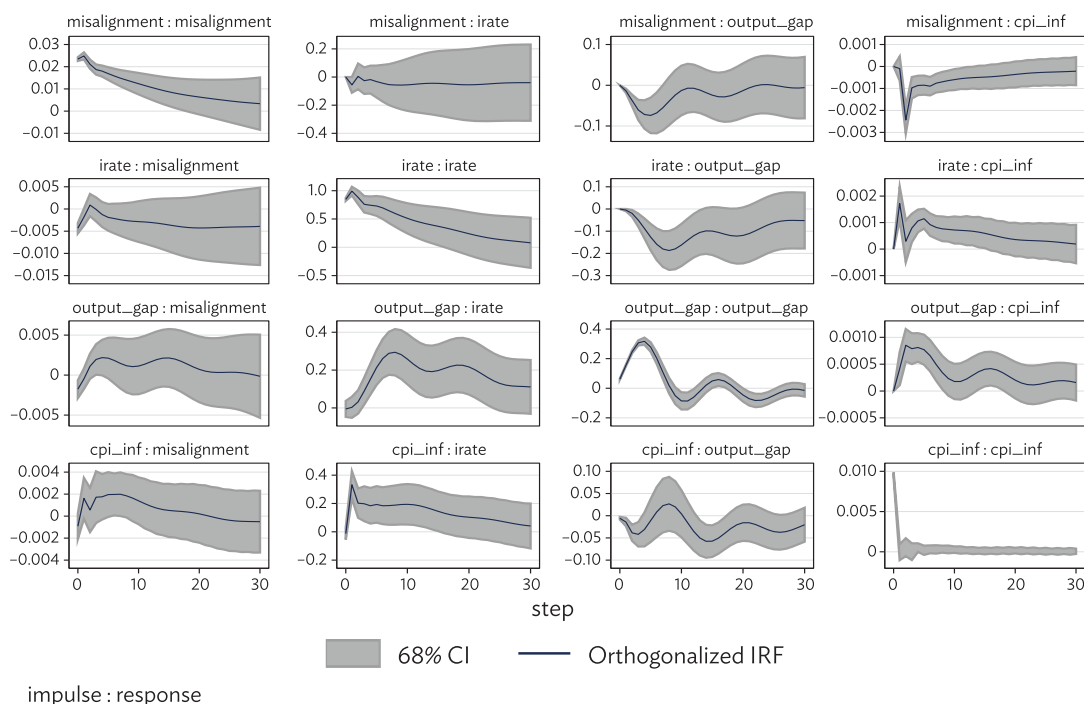 misalignment : misalignment
0.03
0.02
0.01
0
−0.01
misalignment : irate
0.2
0
−0.2
−0.4
misalignment : output_gap
0.1
0
−0.1
misalignment : cpi_inf
0.001
0
−0.001
−0.002
−0.003
irate : misalignment
0.005
0
−0.005
−0.010
−0.015
irate : irate
1.0
0.5
0
−0.5
irate : output_gap
0.1
0
−0.1
−0.2
−0.3
irate : cpi_inf
0.002
0.001
0
−0.001
output_gap : misalignment
0.005
0
−0.005
output_gap : irate
0.4
0.2
0
output_gap : output_gap
0.4
0.2
0
−0.2
output_gap : cpi_inf
0.0010
0.0005
0
−0.0005
cpi_inf : misalignment
0.004
0.002
0
−0.002
−0.004
0 10 20 30
cpi_inf : irate
0.4
0.2
0
−0.2
0 10 20 30
cpi_inf : output_gap
0.10
0.05
0
−0.05
−0.10
0 10 20 30
cpi_inf : cpi_inf
0.010
0.005
0
0 10 20 30
step
68% CI
Orthogonalized IRF
impulse : response